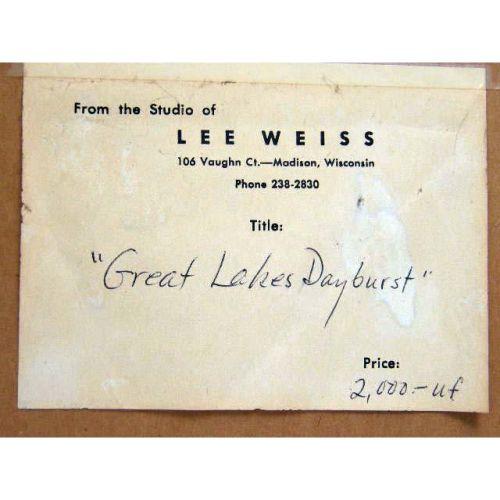 From the Studio of
LEE WEISS
106 Vaughn Ct.—Madison, Wisconsin
Phone 238-2830
Title:
"Great Lakes Dayburst"
Price:
2,000.- uf